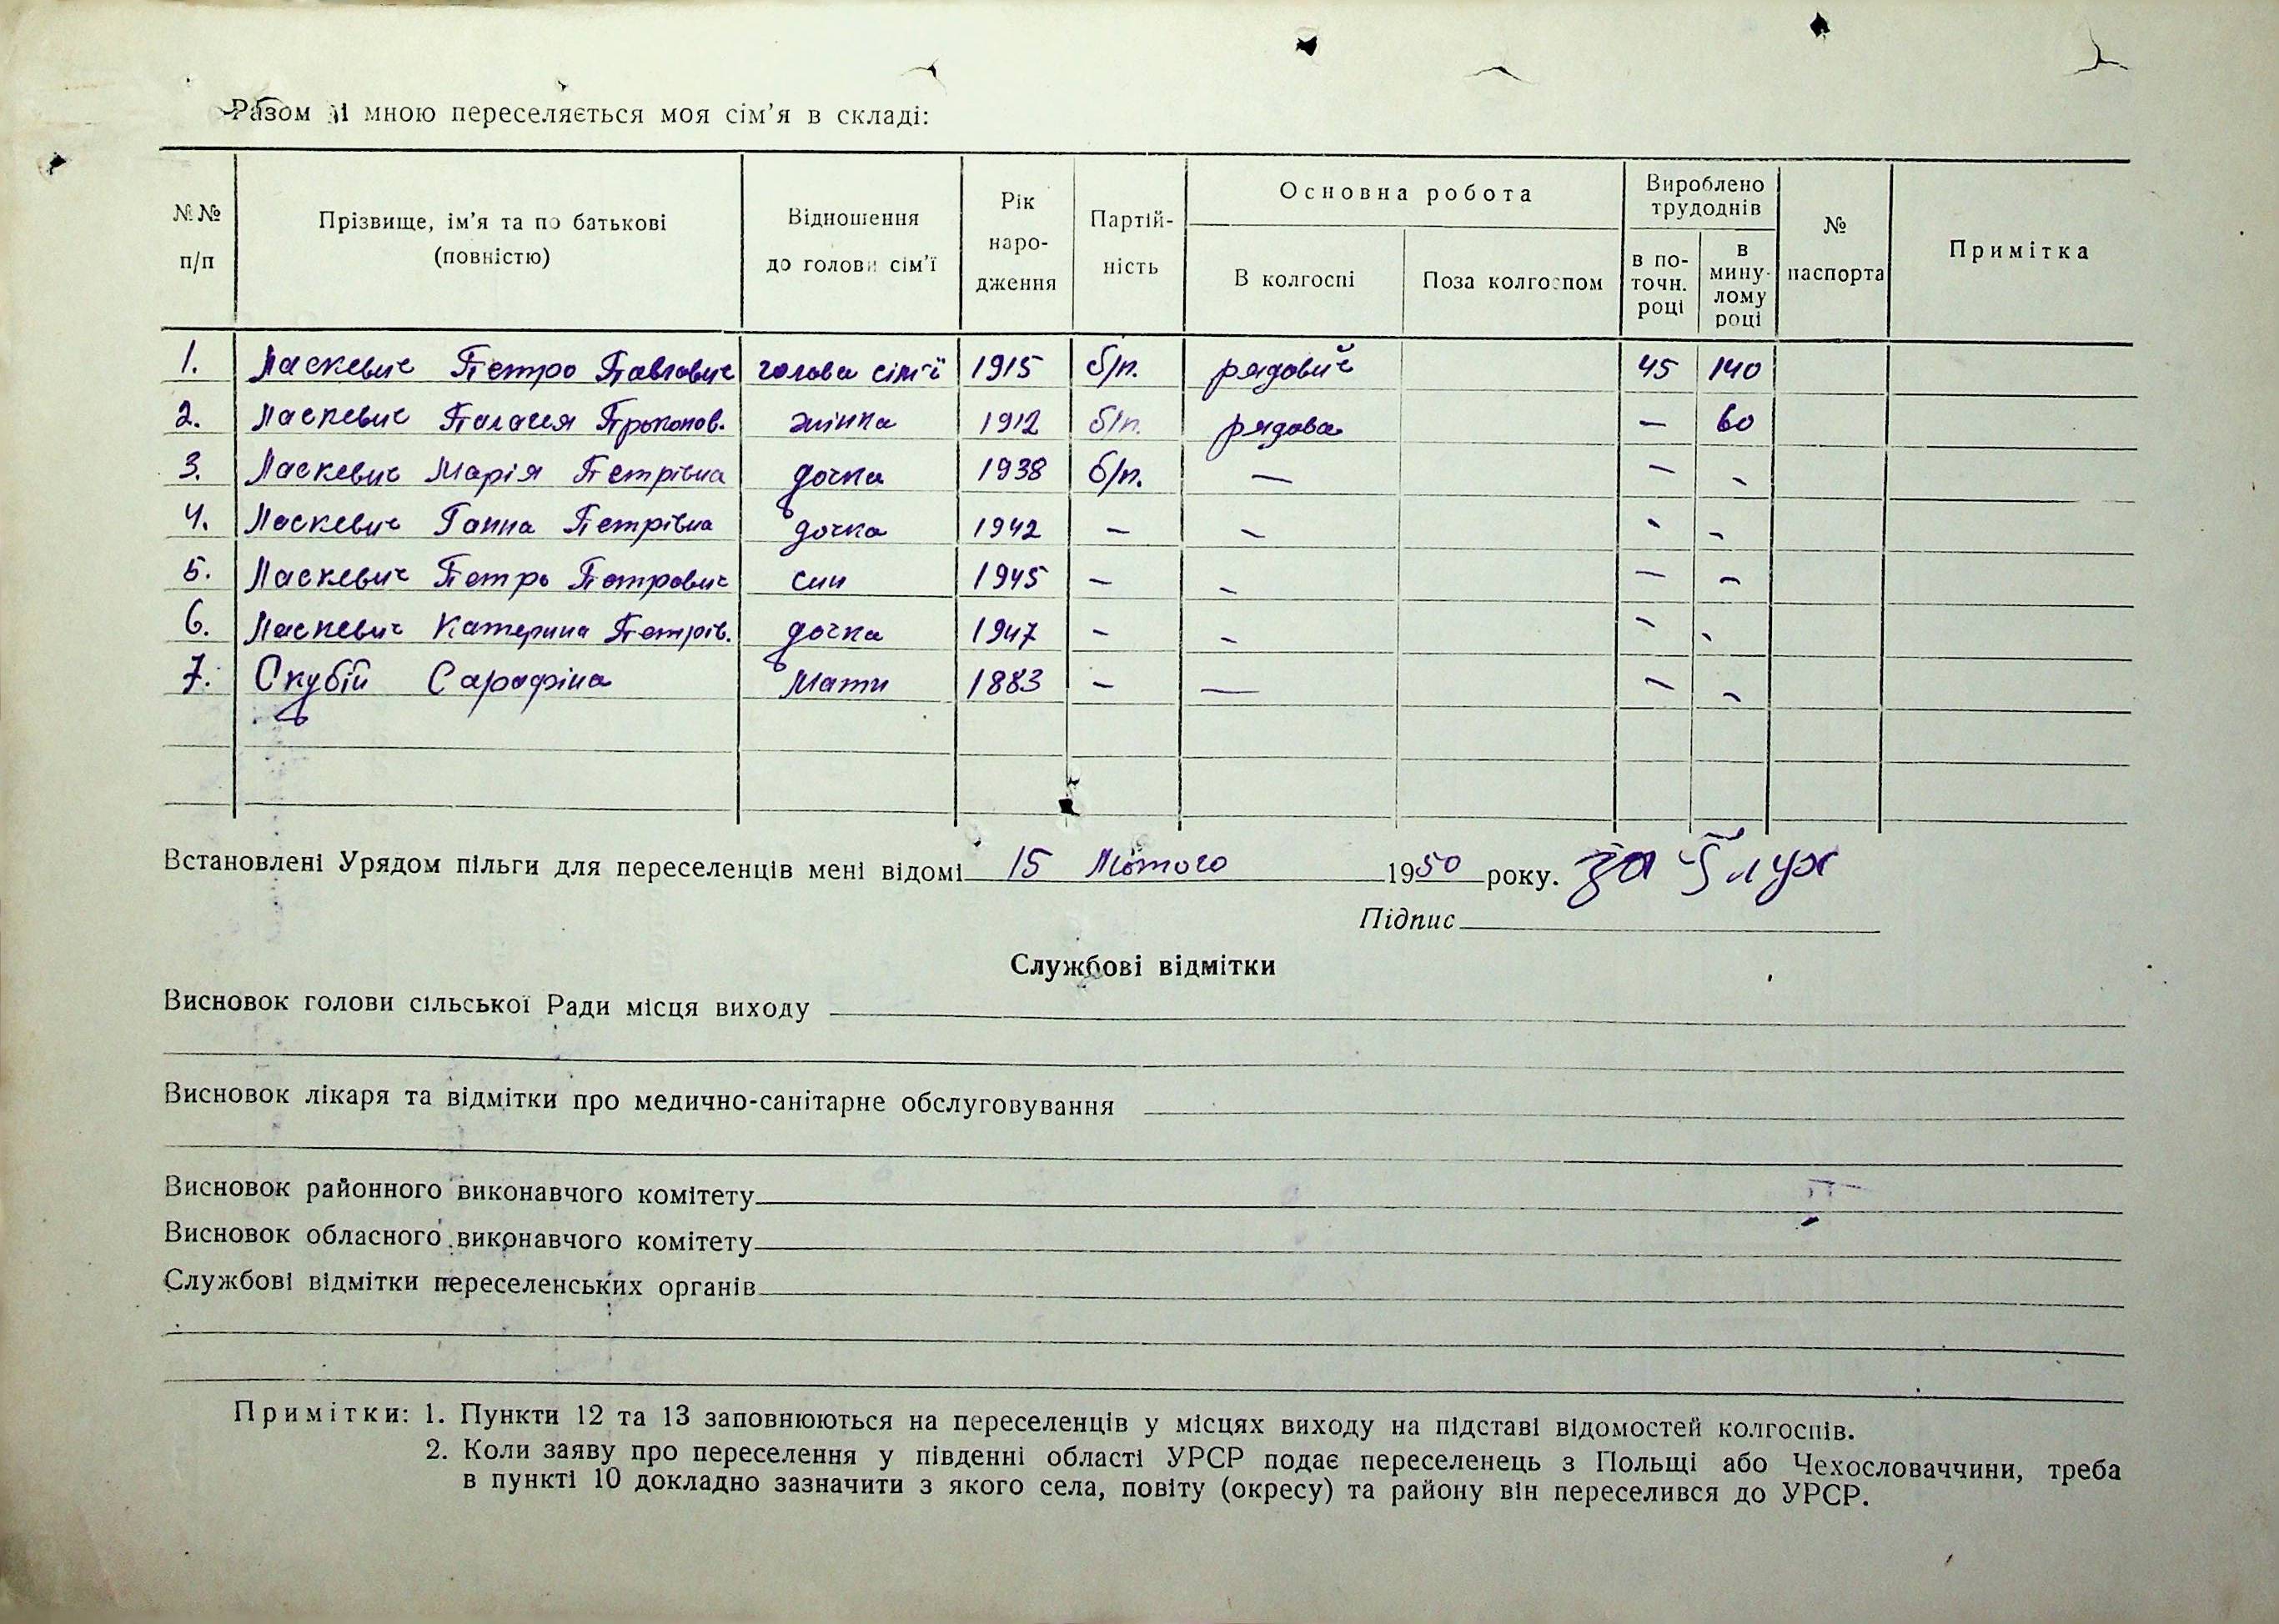 Разом зі мною переселяється моя сім'я в складі:
№№ п/п | Прізвище, ім'я та по батькові (повністю) | Відношення до голови сім'ї | Рік народження | Партійність | Основна робота | Вироблено трудоднів | № паспорта | Примітка
В колгоспі | Поза колгоспом | в поточн. році | в минулому році
1. Паскевич Петро Павлович голова сім'ї 1915 б/п. рядовий 45 140
2. Паскевич Палагея Прокопов. жінка 1912 б/п. рядова — 60
3. Паскевич Марія Петрівна дочка 1938 б/п. — — -
4. Паскевич Ганна Петрівна дочка 1942 — - - -
5. Паскевич Петро Петрович син 1945 — - — -
6. Паскевич Катерина Петрів. дочка 1947 - - - -
7. Скубій Сарафіна Мати 1883 - — - -
Встановлені Урядом пільги для переселенців мені відомі 15 Лютого 1950 року.
Підпис
Службові відмітки
Висновок голови сільської Ради місця виходу
Висновок лікаря та відмітки про медично-санітарне обслуговування
Висновок районного виконавчого комітету
Висновок обласного виконавчого комітету
Службові відмітки переселенських органів
Примітки: 1. Пункти 12 та 13 заповнюються на переселенців у місцях виходу на підставі відомостей колгоспів.
2. Коли заяву про переселення у південні області УРСР подає переселенець з Польщі або Чехословаччини, треба
в пункті 10 докладно зазначити з якого села, повіту (окресу) та району він переселився до УРСР.